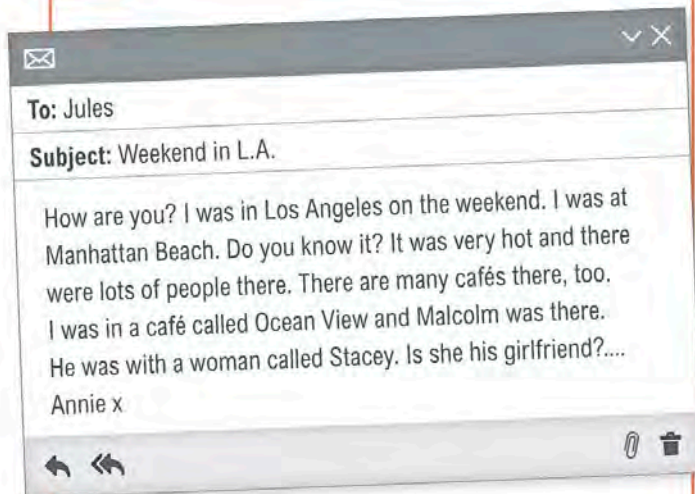 To: Jules
Subject: Weekend in L.A.
How are you? I was in Los Angeles on the weekend. I was at
Manhattan Beach. Do you know it? It was very hot and there
were lots of people there. There are many cafés there, too.
I was in a café called Ocean View and Malcolm was there.
He was with a woman called Stacey. Is she his girlfriend?....
Annie x